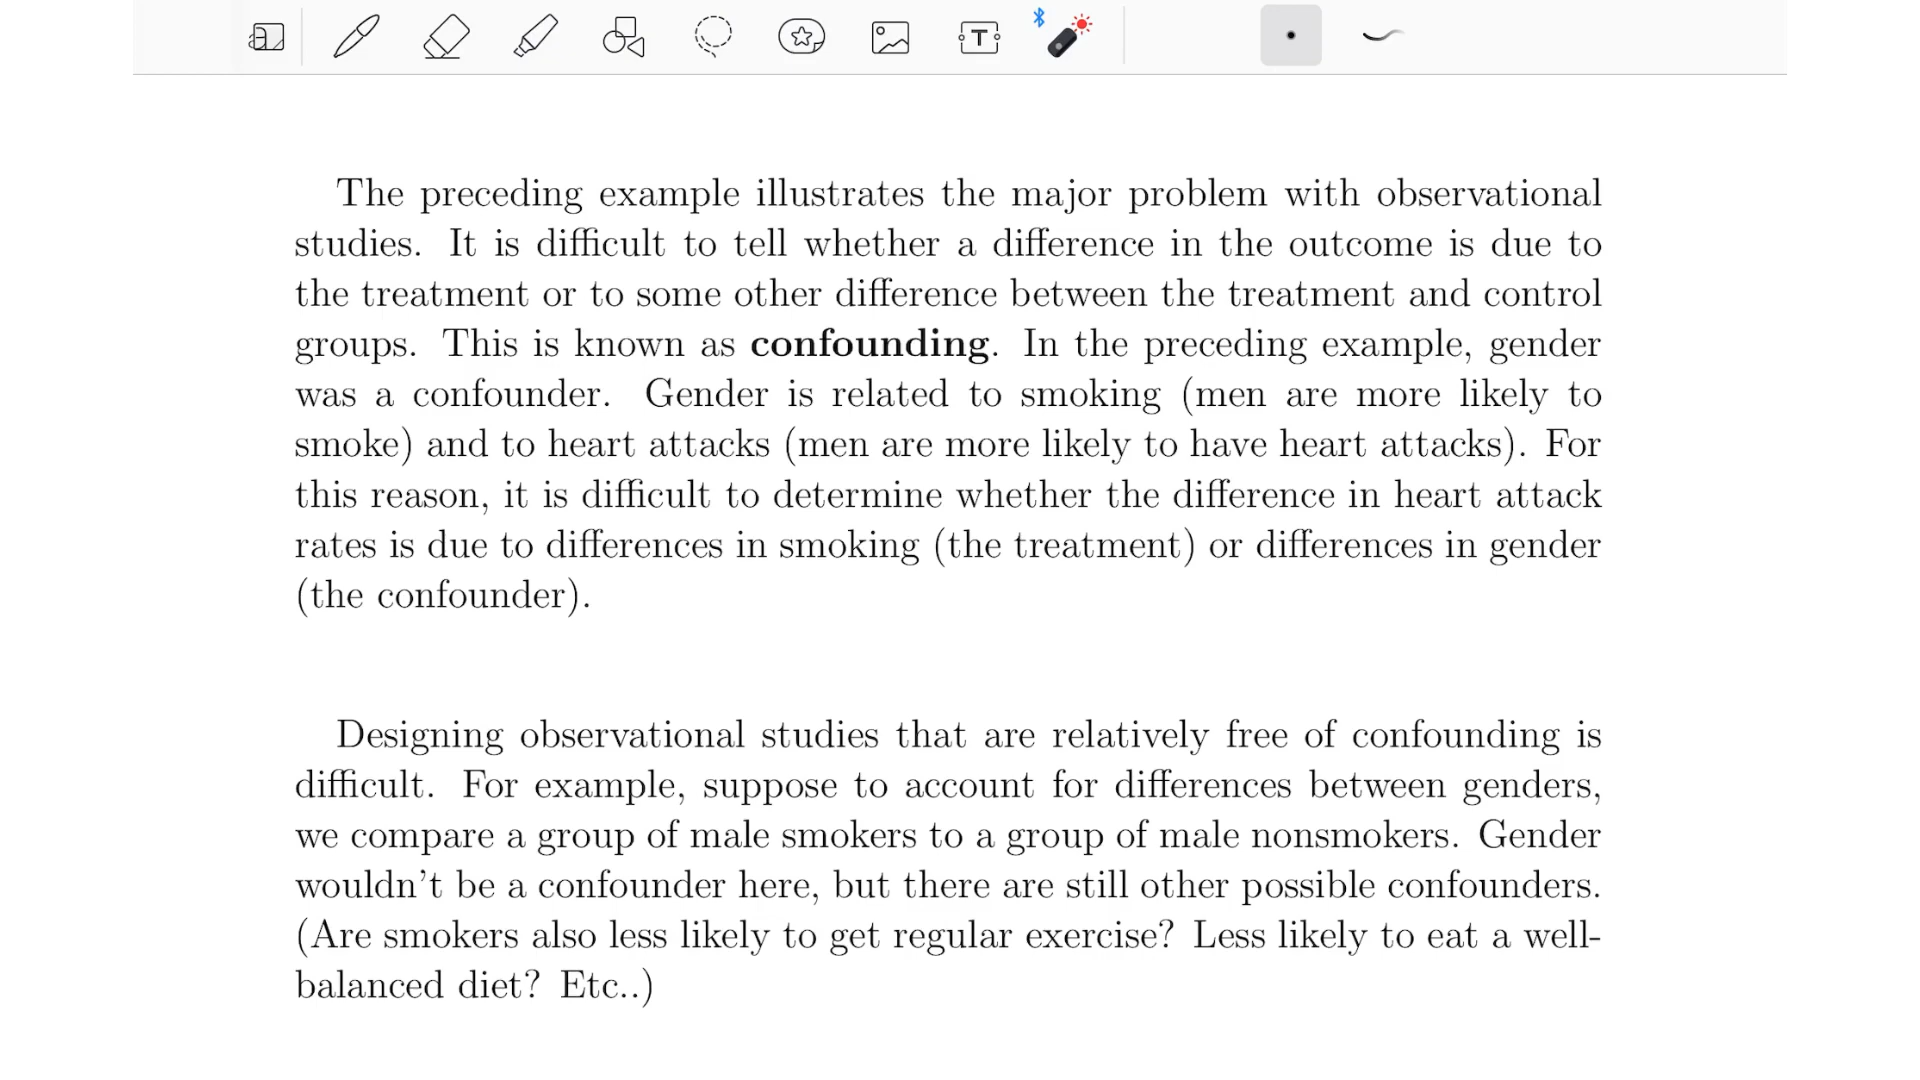 The preceding example illustrates the major problem with observational
studies. It is difficult to tell whether a difference in the outcome is due to
the treatment or to some other difference between the treatment and control
groups. This is known as confounding. In the preceding example, gender
was a confounder. Gender is related to smoking (men are more likely to
smoke) and to heart attacks (men are more likely to have heart attacks). For
this reason, it is difficult to determine whether the difference in heart attack
rates is due to differences in smoking (the treatment) or differences in gender
(the confounder).
Designing observational studies that are relatively free of confounding is
difficult. For example, suppose to account for differences between genders,
we compare a group of male smokers to a group of male nonsmokers. Gender
wouldn't be a confounder here, but there are still other possible confounders.
(Are smokers also less likely to get regular exercise? Less likely to eat a well-
balanced diet? Etc..)